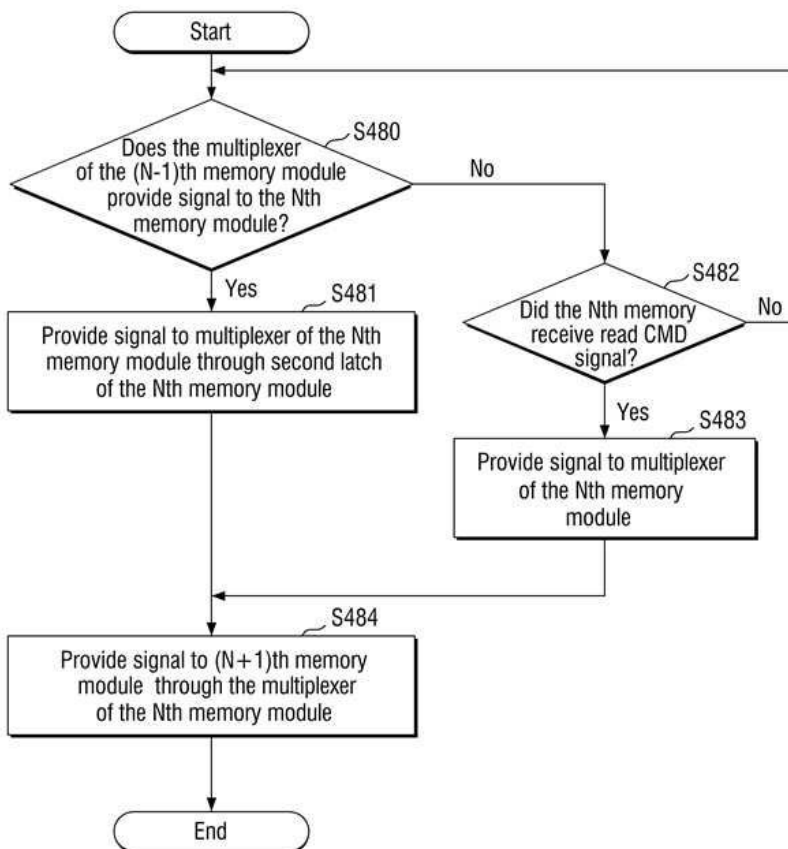 Start
S480
Does the multiplexer
of the (N-1)th memory module
provide signal to the Nth
memory module?
No
Yes
S481
Provide signal to multiplexer of the Nth
memory module through second latch
of the Nth memory module
S482
Did the Nth memory
receive read CMD
signal?
No
Yes
S483
Provide signal to multiplexer
of the Nth memory
module
S484
Provide signal to (N+1)th memory
module through the multiplexer
of the Nth memory module
End